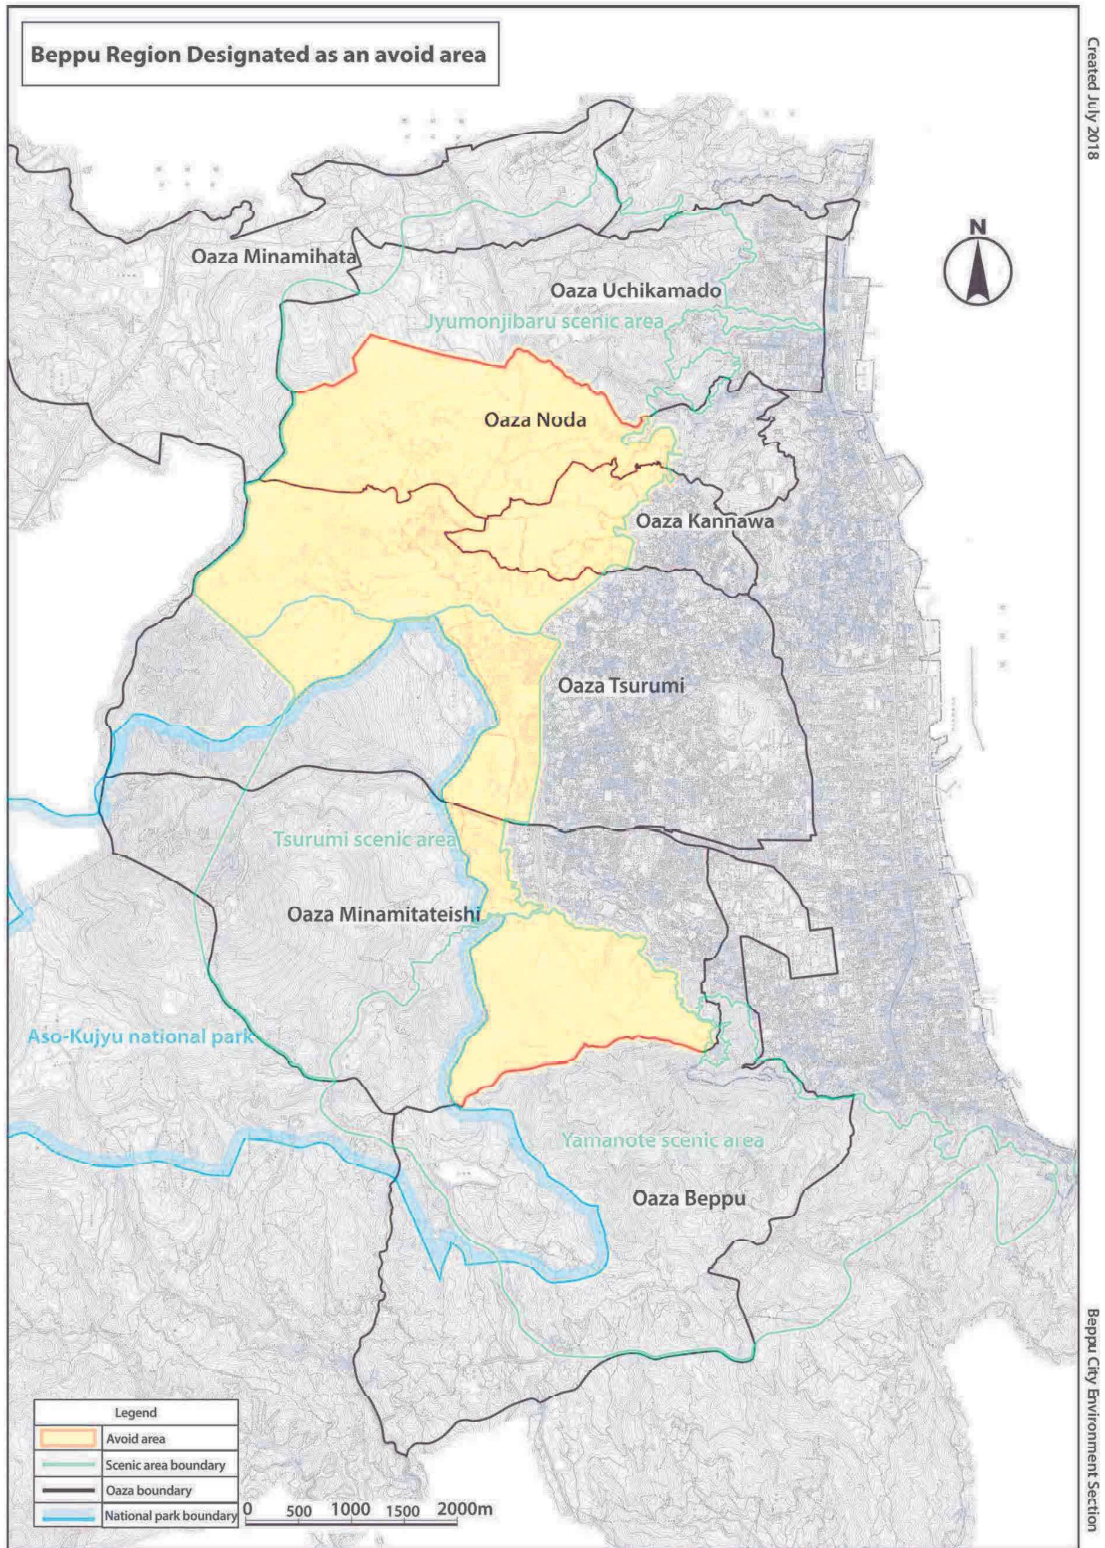 Beppu Region Designated as an avoid area
Created July 2018
N
Oaza Minamihata
Oaza Uchikamado
Jyumonjibaru scenic area
Oaza Noda
Oaza Kannawa
Oaza Tsurumi
Tsurumi scenic area
Oaza Minamitateishi
Aso-Kujyu national park
Yamanote scenic area
Oaza Beppu
Legend
Avoid area
Scenic area boundary
Oaza boundary
National park boundary
0 500 1000 1500 2000m
Beppu City Environment Section